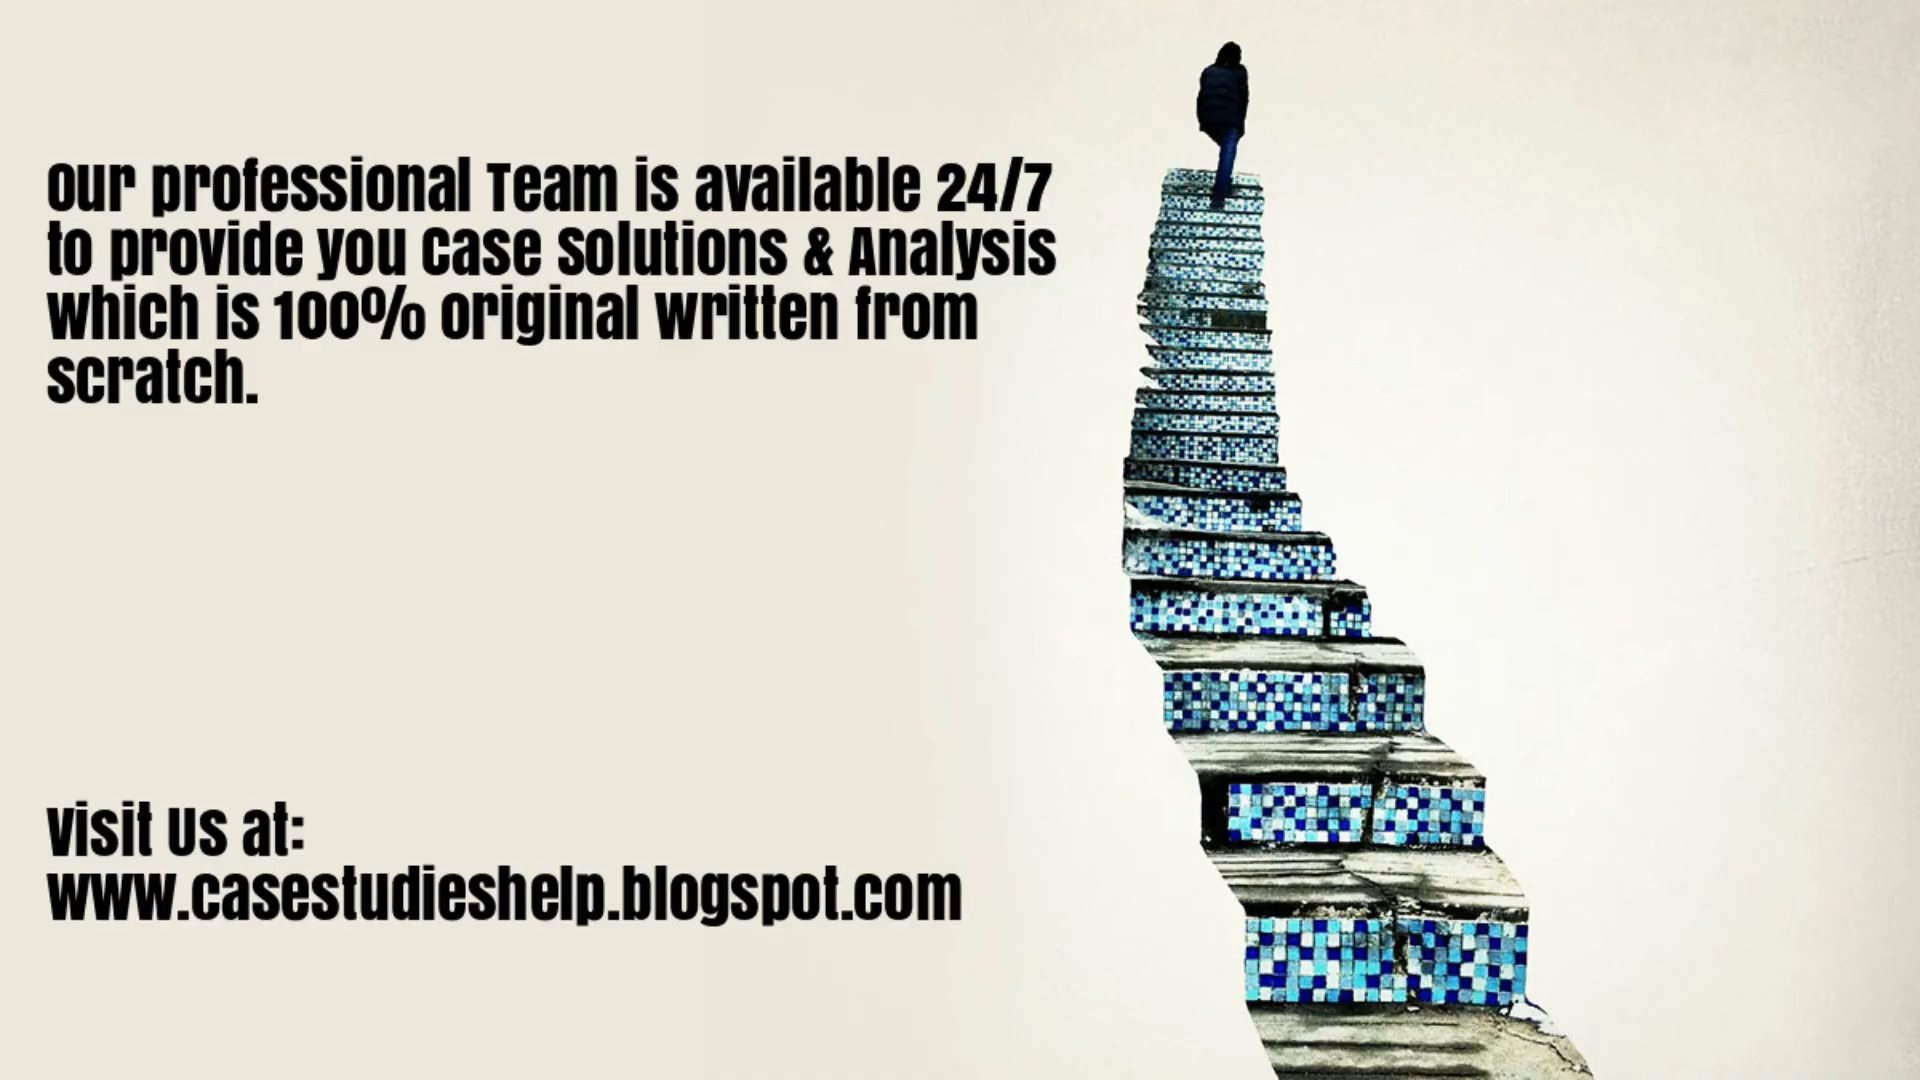 Our professional Team is available 24/7
to provide you Case Solutions & Analysis
which is 100% original written from
scratch.
Visit Us at:
www.casestudieshelp.blogspot.com